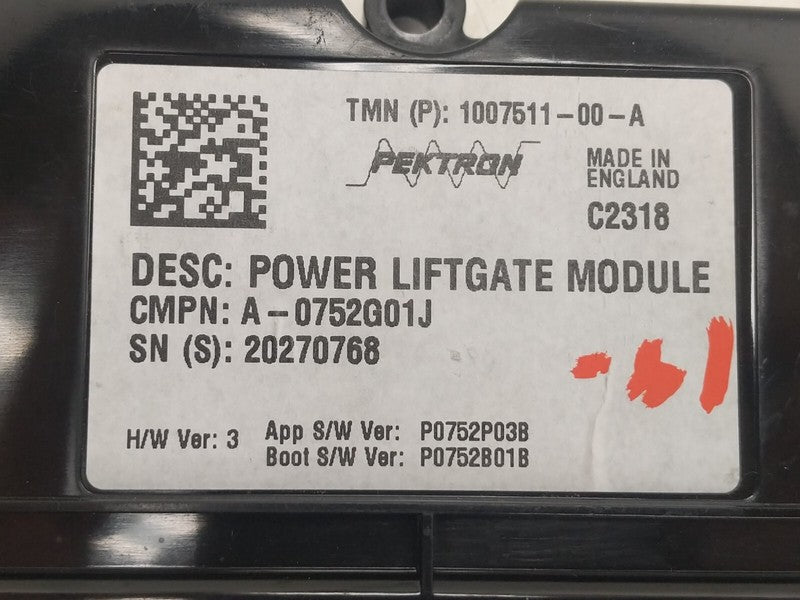 TMN (P): 1007511-00-A
PEKTRON
MADE IN
ENGLAND
C2318
DESC: POWER LIFTGATE MODULE
CMPN: A-0752G01J
SN (S): 20270768
H/W Ver: 3
App S/W Ver: P0752P03B
Boot S/W Ver: P0752B01B